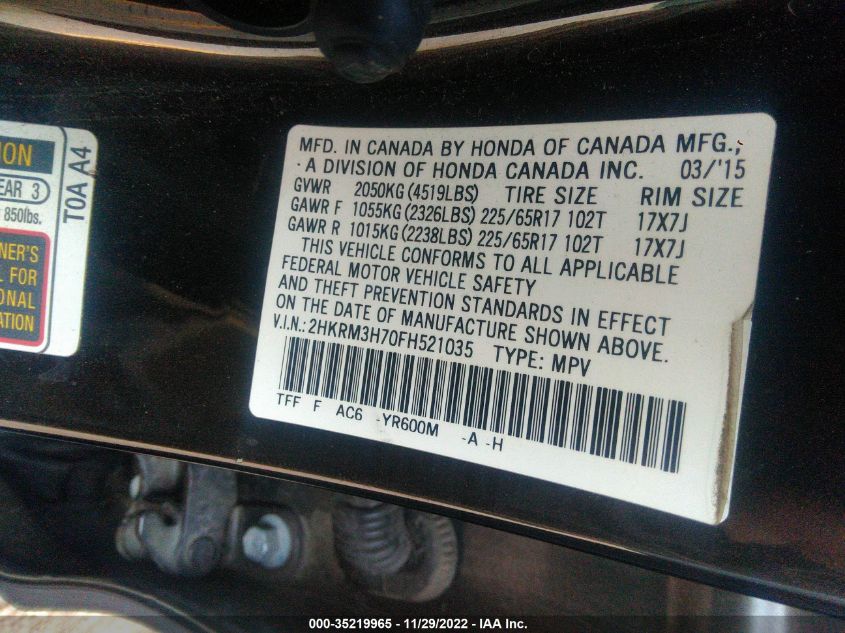 ION
EAR 3
850lbs.
NER'S
L FOR
ONAL
ATION
T0A A4
MFD. IN CANADA BY HONDA OF CANADA MFG.,
A DIVISION OF HONDA CANADA INC. 03/'15
GVWR 2050KG (4519LBS) TIRE SIZE RIM SIZE
GAWR F 1055KG (2326LBS) 225/65R17 102T 17X7J
GAWR R 1015KG (2238LBS) 225/65R17 102T 17X7J
THIS VEHICLE CONFORMS TO ALL APPLICABLE
FEDERAL MOTOR VEHICLE SAFETY
AND THEFT PREVENTION STANDARDS IN EFFECT
ON THE DATE OF MANUFACTURE SHOWN ABOVE.
V.I.N.: 2HKRM3H70FH521035 TYPE: MPV
TFF F AC6 -YR600M -A -H
000-35219965 - 11/29/2022 - IAA Inc.